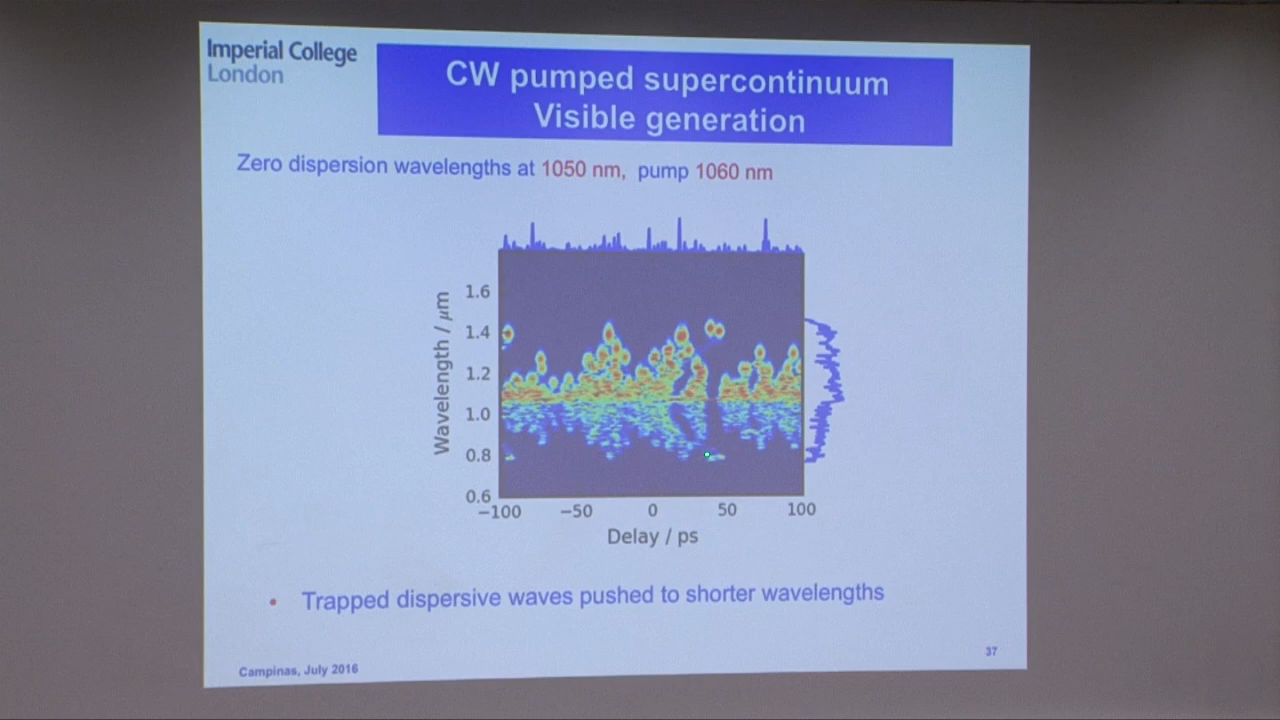 Imperial College
London
CW pumped supercontinuum
Visible generation
Zero dispersion wavelengths at 1050 nm, pump 1060 nm
Wavelength / μm
1.6
1.4
1.2
1.0
0.8
0.6
−100 −50 0 50 100
Delay / ps
• Trapped dispersive waves pushed to shorter wavelengths
37
Campinas, July 2016